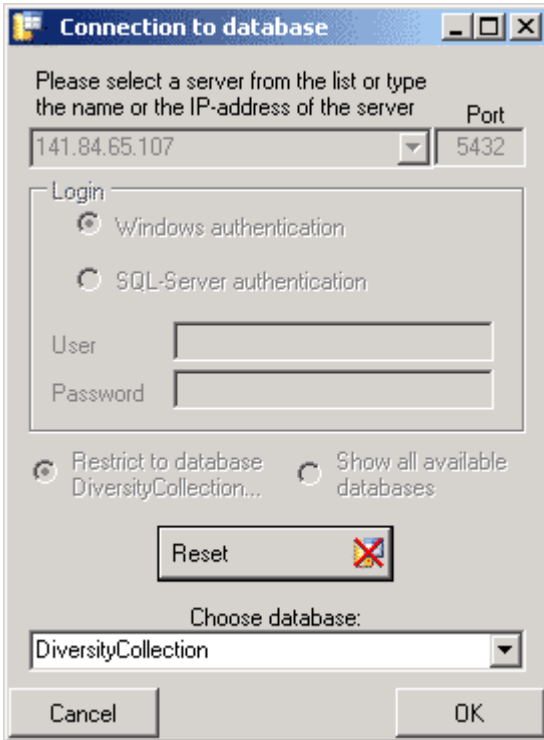 Connection to database
Please select a server from the list or type
the name or the IP-address of the server
Port
141.84.65.107
5432
Login
Windows authentication
SQL-Server authentication
User
Password
Restrict to database
DiversityCollection...
Show all available
databases
Reset
Choose database:
DiversityCollection
Cancel
OK